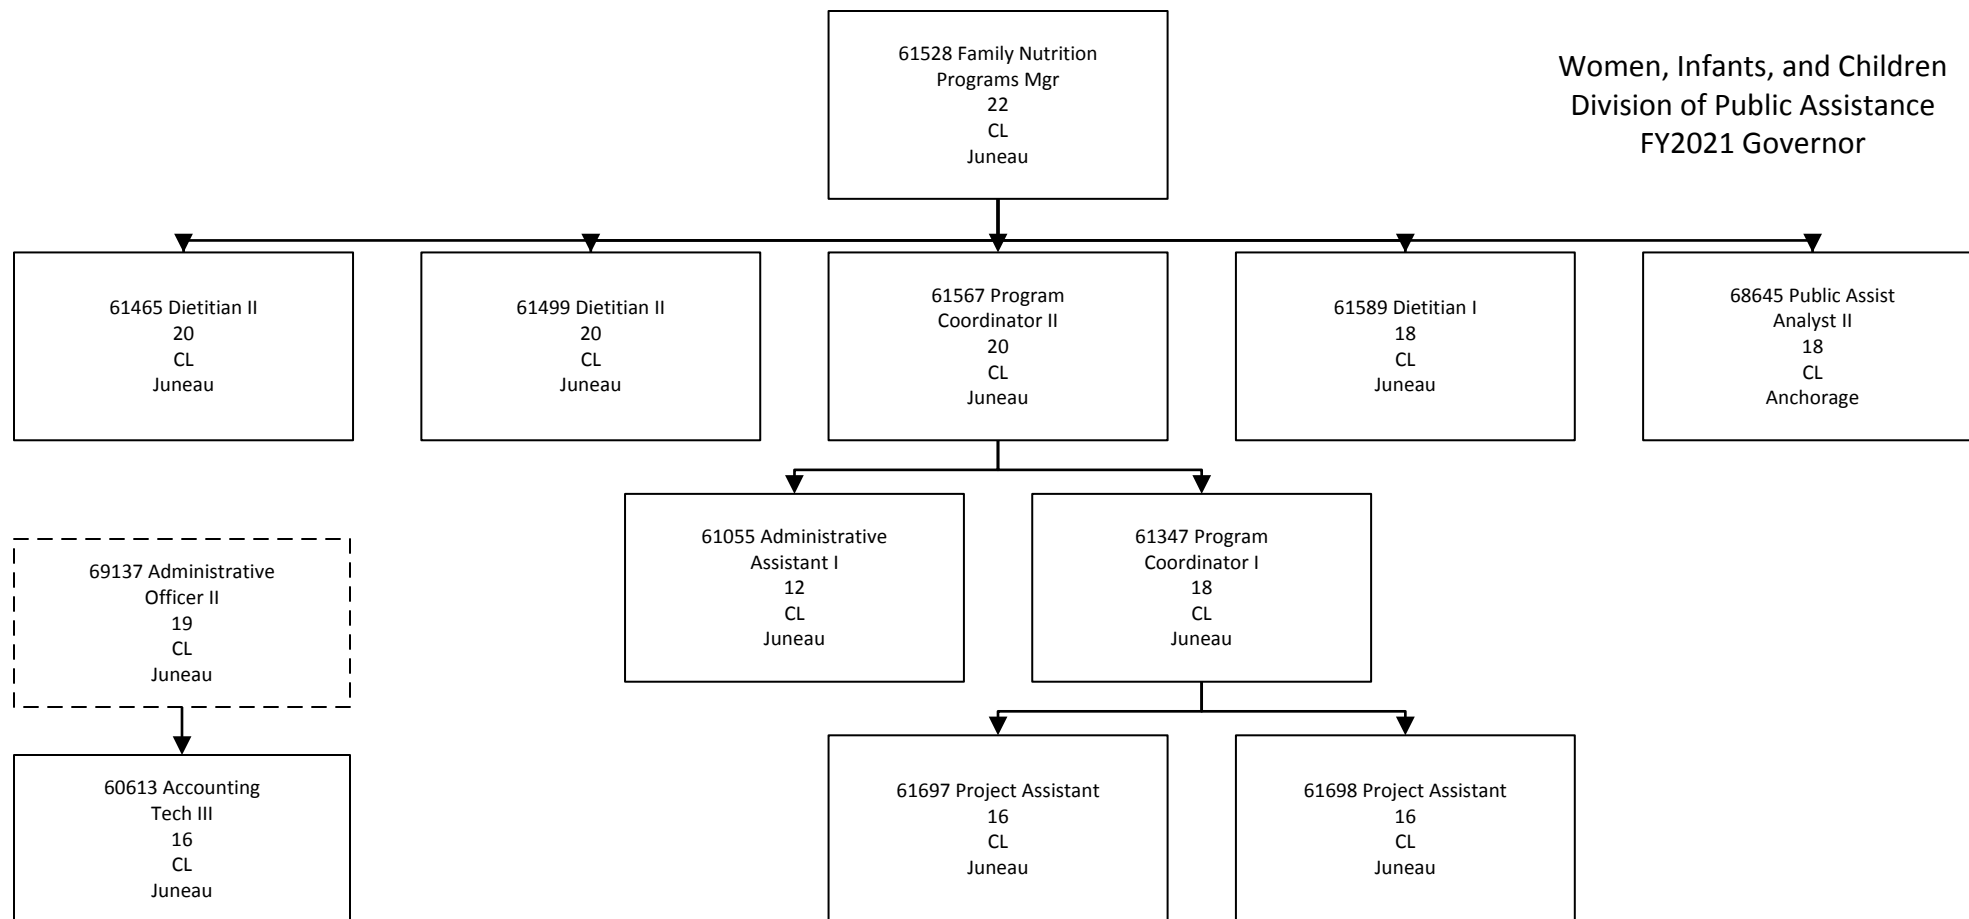 61528 Family Nutrition
Programs Mgr
22
CL
Juneau
Women, Infants, and Children
Division of Public Assistance
FY2021 Governor
61465 Dietitian II
20
CL
Juneau
61499 Dietitian II
20
CL
Juneau
61567 Program
Coordinator II
20
CL
Juneau
61589 Dietitian I
18
CL
Juneau
68645 Public Assist
Analyst II
18
CL
Anchorage
61055 Administrative
Assistant I
12
CL
Juneau
61347 Program
Coordinator I
18
CL
Juneau
69137 Administrative
Officer II
19
CL
Juneau
60613 Accounting
Tech III
16
CL
Juneau
61697 Project Assistant
16
CL
Juneau
61698 Project Assistant
16
CL
Juneau